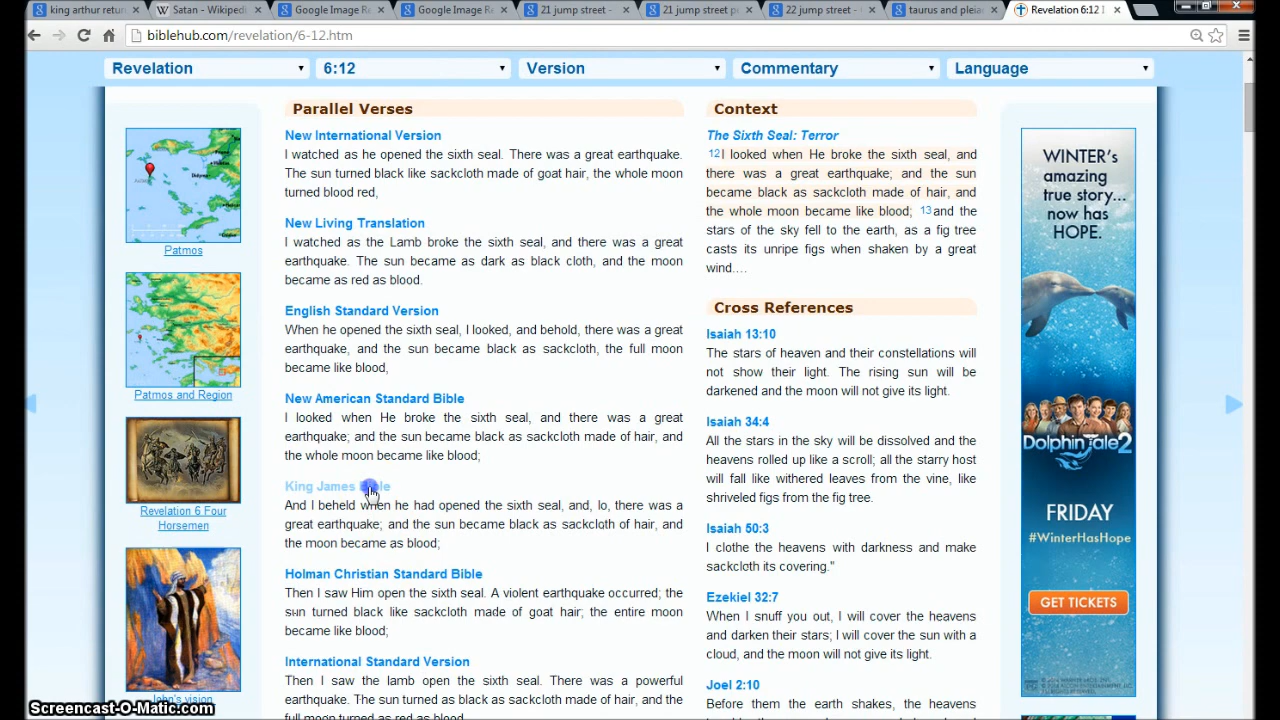 king arthur retur
Satan - Wikiped
Google Image Re
Google Image Re
21 jump street -
21 jump street p
22 jump street -
taurus and pleia
Revelation 6:12 I
biblehub.com/revelation/6-12.htm
Revelation
6:12
Version
Commentary
Language
Patmos
Patmos and Region
Revelation 6 Four
Horsemen
John's vision
Parallel Verses
New International Version
I watched as he opened the sixth seal. There was a great earthquake.
The sun turned black like sackcloth made of goat hair, the whole moon
turned blood red,
New Living Translation
I watched as the Lamb broke the sixth seal, and there was a great
earthquake. The sun became as dark as black cloth, and the moon
became as red as blood.
English Standard Version
When he opened the sixth seal, I looked, and behold, there was a great
earthquake, and the sun became black as sackcloth, the full moon
became like blood,
New American Standard Bible
I looked when He broke the sixth seal, and there was a great
earthquake; and the sun became black as sackcloth made of hair, and
the whole moon became like blood;
King James Bible
And I beheld when he had opened the sixth seal, and, lo, there was a
great earthquake; and the sun became black as sackcloth of hair, and
the moon became as blood;
Holman Christian Standard Bible
Then I saw Him open the sixth seal. A violent earthquake occurred; the
sun turned black like sackcloth made of goat hair; the entire moon
became like blood;
International Standard Version
Then I saw the lamb open the sixth seal. There was a powerful
earthquake. The sun turned as black as sackcloth made of hair, and the
full moon turned as red as blood.
Context
The Sixth Seal: Terror
12I looked when He broke the sixth seal, and
there was a great earthquake; and the sun
became black as sackcloth made of hair, and
the whole moon became like blood; 13and the
stars of the sky fell to the earth, as a fig tree
casts its unripe figs when shaken by a great
wind....
Cross References
Isaiah 13:10
The stars of heaven and their constellations will
not show their light. The rising sun will be
darkened and the moon will not give its light.
Isaiah 34:4
All the stars in the sky will be dissolved and the
heavens rolled up like a scroll; all the starry host
will fall like withered leaves from the vine, like
shriveled figs from the fig tree.
Isaiah 50:3
I clothe the heavens with darkness and make
sackcloth its covering."
Ezekiel 32:7
When I snuff you out, I will cover the heavens
and darken their stars; I will cover the sun with a
cloud, and the moon will not give its light.
Joel 2:10
Before them the earth shakes, the heavens
WINTER's
amazing
true story...
now has
HOPE.
DOLPHIN TALE 2
FRIDAY
#WinterHasHope
GET TICKETS
Screencast-O-Matic.com